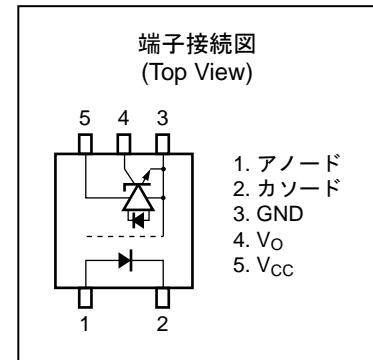 端子接続図
(Top View)
5 4 3
1 2
1. アノード
2. カソード
3. GND
4. VO
5. VCC